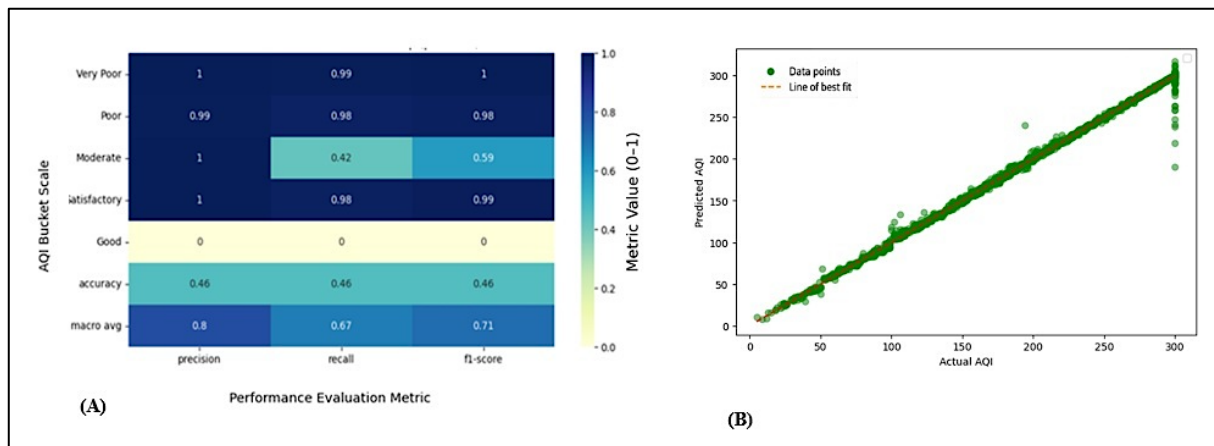 Very Poor 1 0.99 1
Poor 0.99 0.98 0.98
Moderate 1 0.42 0.59
iatisfactory 1 0.98 0.99
Good 0 0 0
accuracy 0.46 0.46 0.46
macro avg 0.8 0.67 0.71
precision recall f1-score
AQI Bucket Scale
Performance Evaluation Metric
1.0
0.8
0.6
0.4
0.2
0.0
Metric Value (0–1)
(A)
Data points
Line of best fit
300
250
200
150
100
50
0
Predicted AQI
0 50 100 150 200 250 300
Actual AQI
(B)